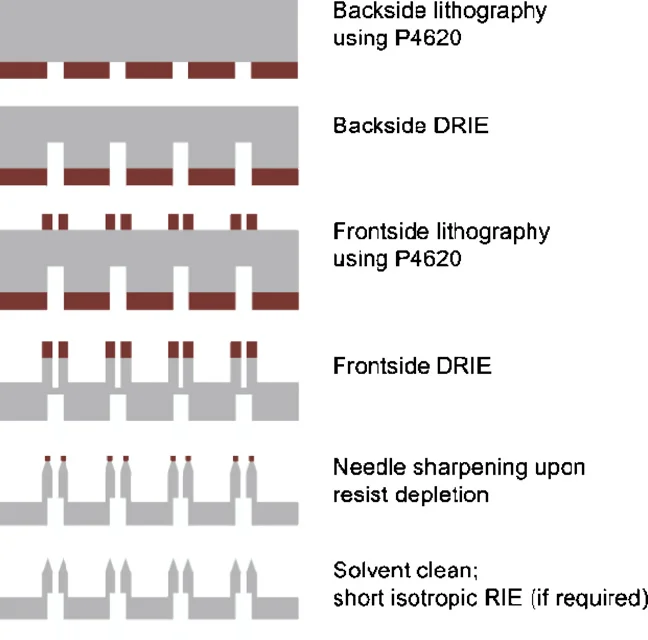 Backside lithography
using P4620
Backside DRIE
Frontside lithography
using P4620
Frontside DRIE
Needle sharpening upon
resist depletion
Solvent clean;
short isotropic RIE (if required)